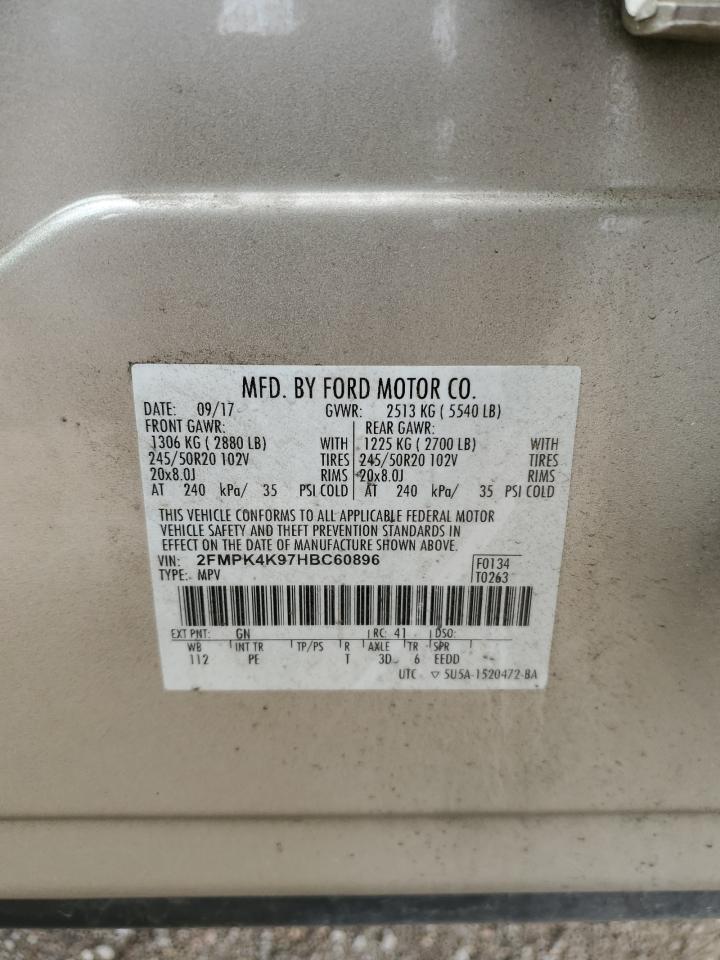 MFD. BY FORD MOTOR CO.
DATE: 09/17 GVWR: 2513 KG ( 5540 LB)
FRONT GAWR: REAR GAWR:
1306 KG ( 2880 LB) WITH 1225 KG ( 2700 LB) WITH
245/50R20 102V TIRES 245/50R20 102V TIRES
20x8.0J RIMS 20x8.0J RIMS
AT 240 kPa/ 35 PSI COLD AT 240 kPa/ 35 PSI COLD
THIS VEHICLE CONFORMS TO ALL APPLICABLE FEDERAL MOTOR
VEHICLE SAFETY AND THEFT PREVENTION STANDARDS IN
EFFECT ON THE DATE OF MANUFACTURE SHOWN ABOVE.
VIN: 2FMPK4K97HBC60896 F0134
TYPE: MPV T0263
EXT PNT: GN RC: 41 DSO:
WB INT TR TP/PS R AXLE TR SPR
112 PE T 3D 6 EEDD
UTC ▽ 5U5A-1520472-BA